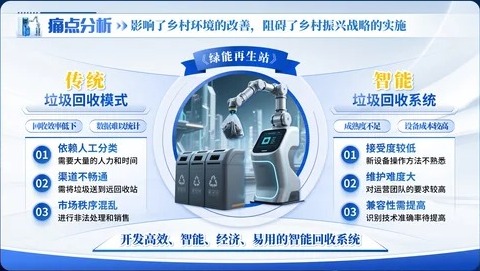 痛点分析
影响了乡村环境的改善，阻碍了乡村振兴战略的实施
《绿能再生站》
传统
垃圾回收模式
回收效率低下
数据难以统计
01
依赖人工分类
需要大量的人力和时间
02
渠道不畅通
需将垃圾送到远回收站
03
市场秩序混乱
进行非法处理和销售
智能
垃圾回收系统
成熟度不足
设备成本较高
01
接受度较低
新设备操作方法不熟悉
02
维护难度大
对运营团队的要求较高
03
兼容性需提高
识别技术准确率待提高
开发高效、智能、经济、易用的智能回收系统